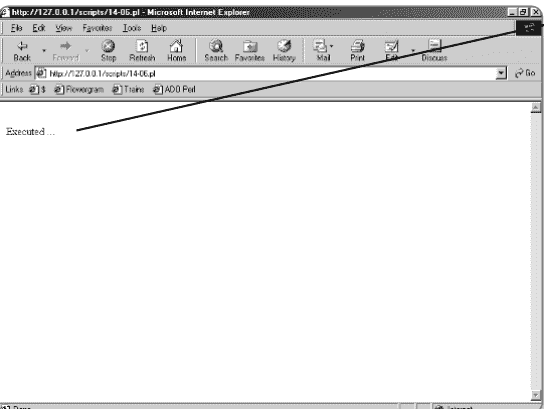 http://127.0.0.1/scripts/14-06.pl - Microsoft Internet Explorer
File Edit View Favorites Tools Help
Back Forward Stop Refresh Home Search Favorites History Mail Print Edit Discuss
Address http://127.0.0.1/scripts/14-06.pl Go
Links $ Flowergram Trains ADO Perl
Executed ...
Done Internet